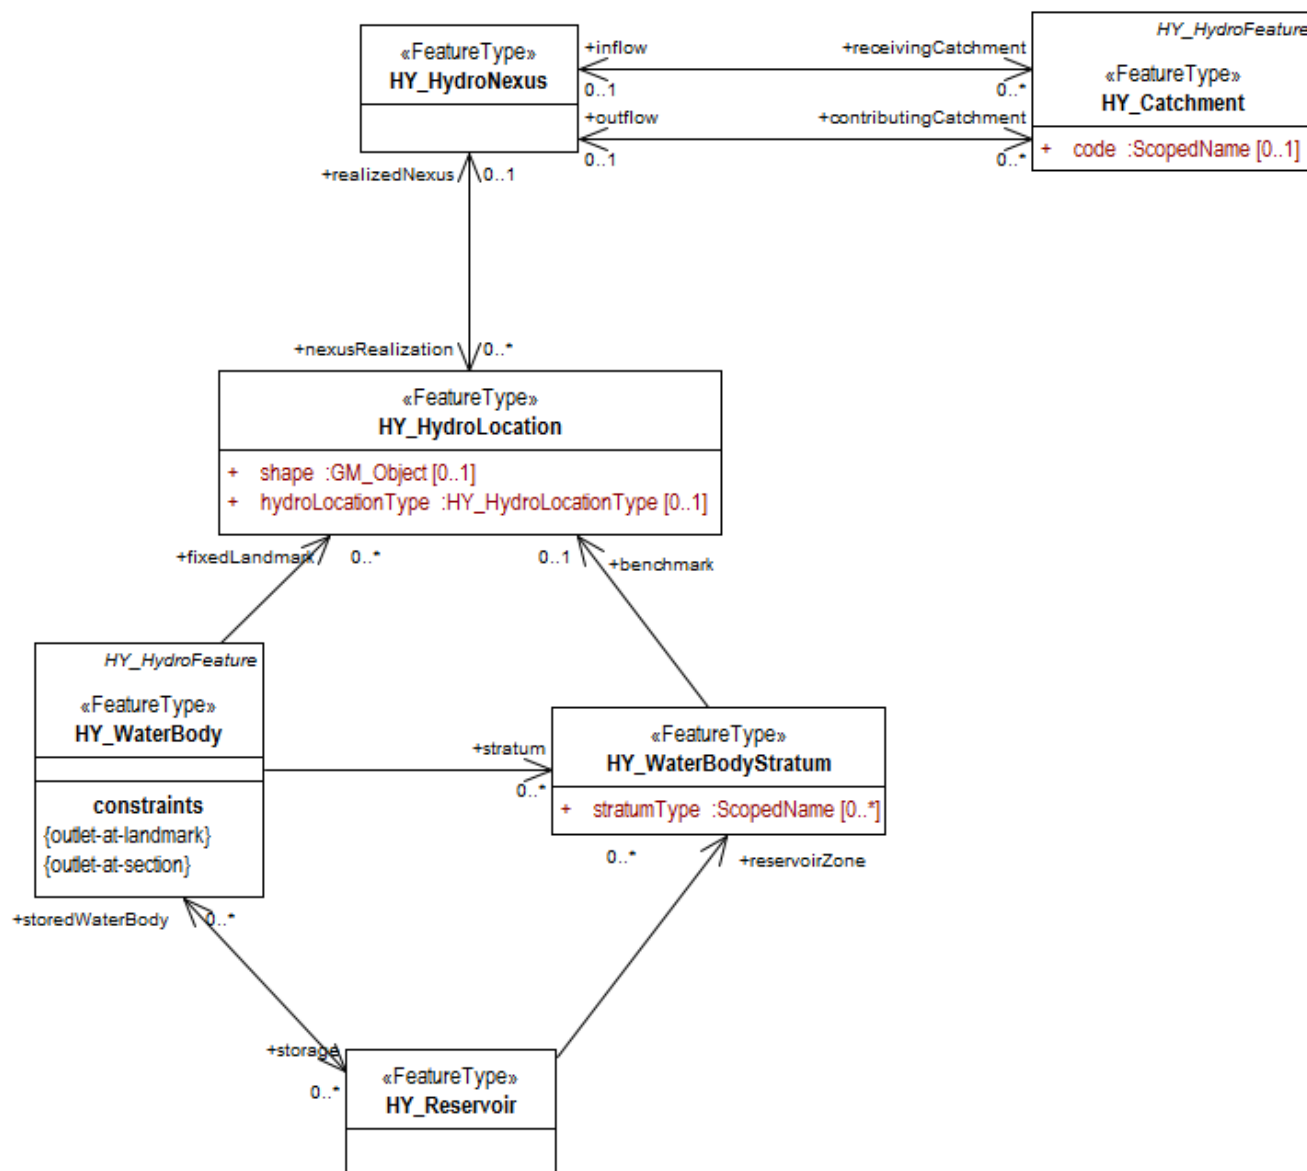 HY_HydroFeature
«FeatureType»
HY_HydroNexus
+inflow
+receivingCatchment
0..1
0..*
«FeatureType»
HY_Catchment
+outflow
+contributingCatchment
0..1
0..*
+ code :ScopedName [0..1]
+realizedNexus
0..1
+nexusRealization
0..*
«FeatureType»
HY_HydroLocation
+ shape :GM_Object [0..1]
+ hydroLocationType :HY_HydroLocationType [0..1]
+fixedLandmark
0..*
0..1
+benchmark
HY_HydroFeature
«FeatureType»
HY_WaterBody
constraints
{outlet-at-landmark}
{outlet-at-section}
+stratum
0..*
«FeatureType»
HY_WaterBodyStratum
+ stratumType :ScopedName [0..*]
0..*
+reservoirZone
+storedWaterBody
0..*
+storage
0..*
«FeatureType»
HY_Reservoir